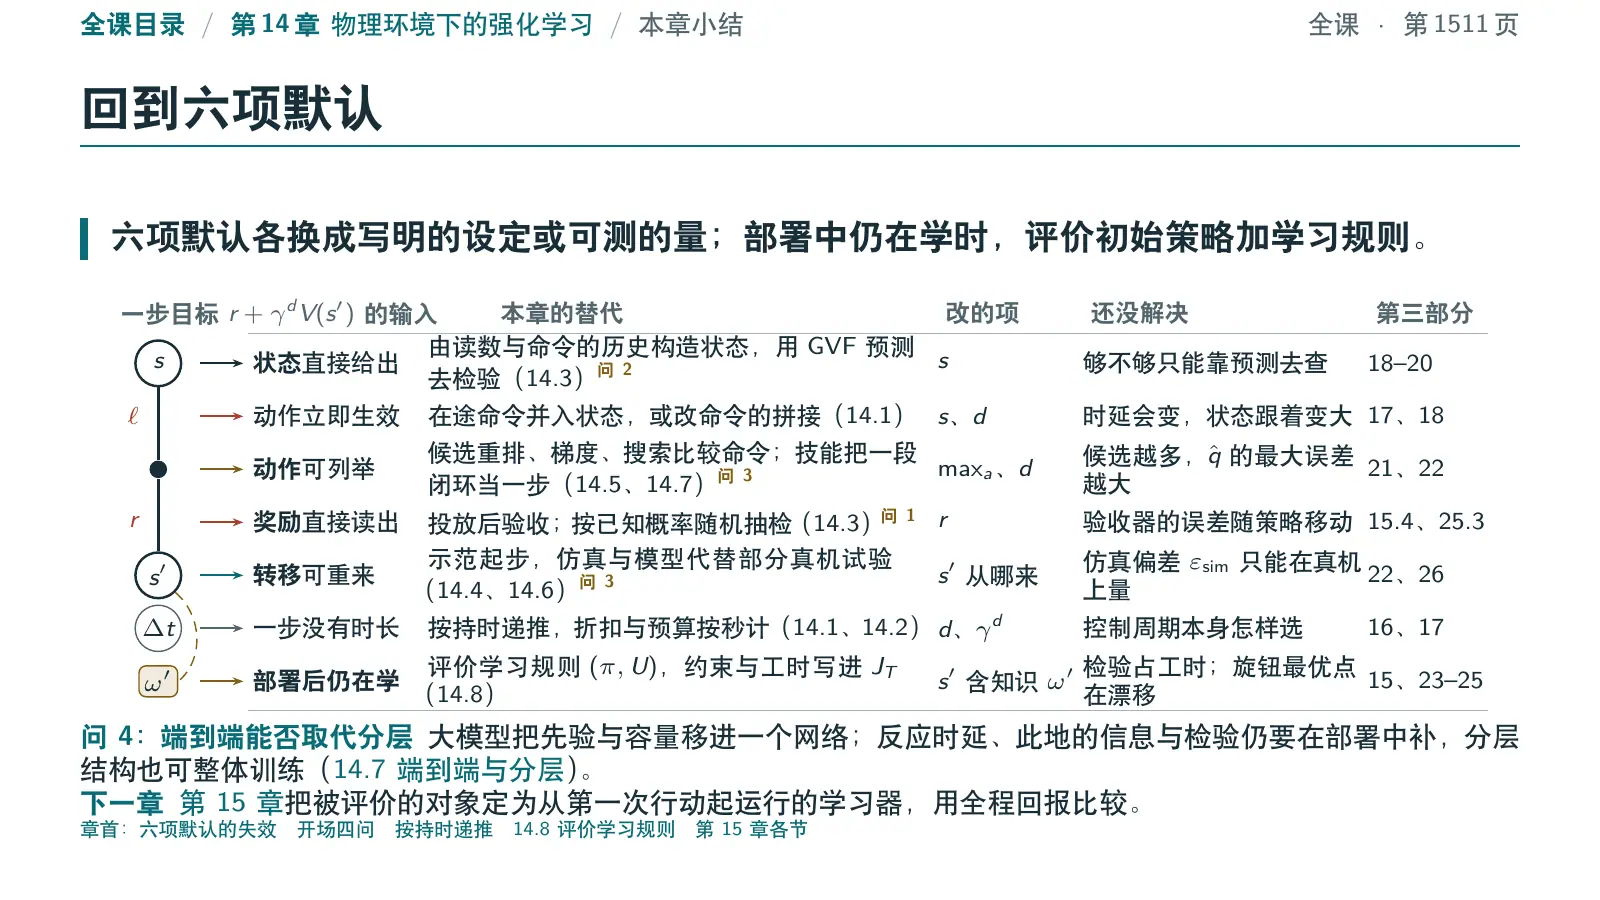 全课目录 / 第 14 章 物理环境下的强化学习 / 本章小结
全课 · 第 1511 页
回到六项默认
六项默认各换成写明的设定或可测的量；部署中仍在学时，评价初始策略加学习规则。
一步目标 r + γ^d V(s′) 的输入 本章的替代 改的项 还没解决 第三部分
s 状态直接给出 由读数与命令的历史构造状态，用 GVF 预测
去检验（14.3）问 2 s 够不够只能靠预测去查 18–20
ℓ 动作立即生效 在途命令并入状态，或改命令的拼接（14.1） s、d 时延会变，状态跟着变大 17、18
动作可列举 候选重排、梯度、搜索比较命令；技能把一段
闭环当一步（14.5、14.7）问 3 max_a、d 候选越多，q̂ 的最大误差
越大 21、22
r 奖励直接读出 投放后验收；按已知概率随机抽检（14.3）问 1 r 验收器的误差随策略移动 15.4、25.3
s′ 转移可重来 示范起步，仿真与模型代替部分真机试验
（14.4、14.6）问 3 s′ 从哪来 仿真偏差 ε_sim 只能在真机
上量 22、26
Δt 一步没有时长 按持时递推，折扣与预算按秒计（14.1、14.2） d、γ^d 控制周期本身怎样选 16、17
ω′ 部署后仍在学 评价学习规则 (π, U)，约束与工时写进 J_T
（14.8） s′ 含知识 ω′ 检验占工时；旋钮最优点
在漂移 15、23–25
问 4：端到端能否取代分层 大模型把先验与容量移进一个网络；反应时延、此地的信息与检验仍要在部署中补，分层
结构也可整体训练（14.7 端到端与分层）。
下一章 第 15 章把被评价的对象定为从第一次行动起运行的学习器，用全程回报比较。
章首：六项默认的失效 开场四问 按持时递推 14.8 评价学习规则 第 15 章各节